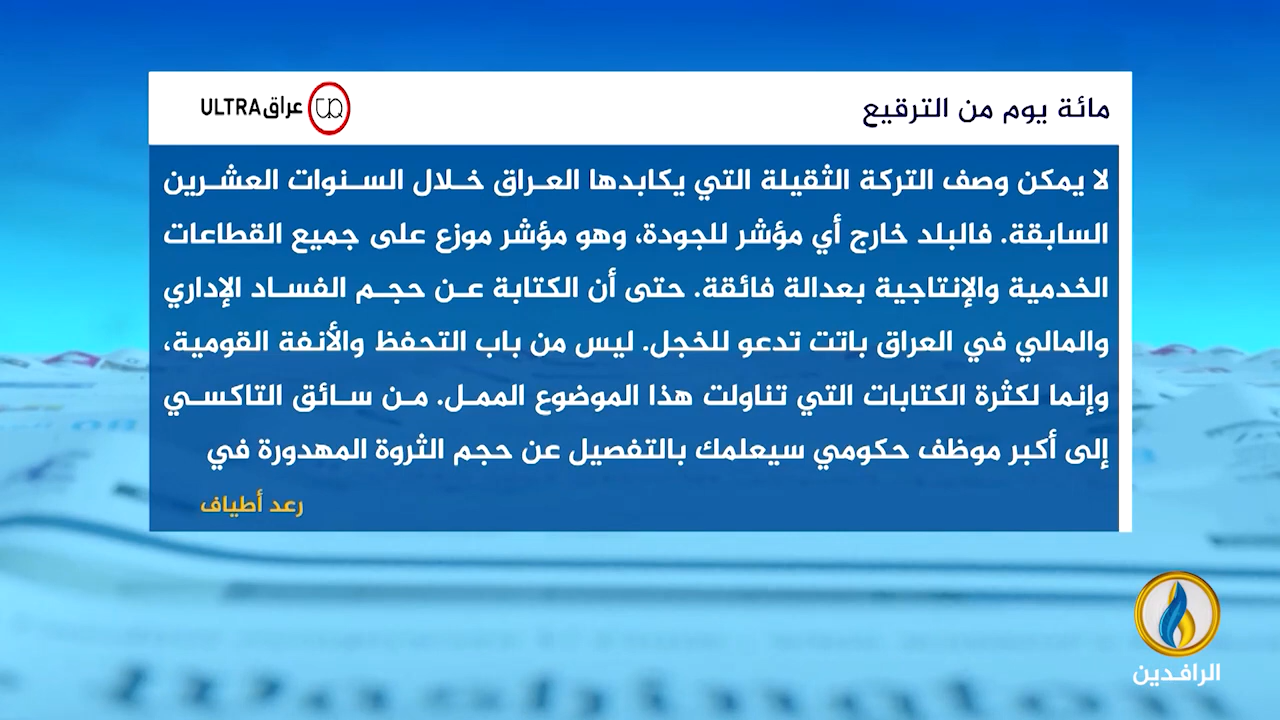 مائة يوم من الترقيع
عراق ULTRA
لا يمكن وصف التركة الثقيلة التي يكابدها العراق خلال السنوات العشرين
السابقة. فالبلد خارج أي مؤشر للجودة، وهو مؤشر موزع على جميع القطاعات
الخدمية والإنتاجية بعدالة فائقة. حتى أن الكتابة عن حجم الفساد الإداري
والمالي في العراق باتت تدعو للخجل. ليس من باب التحفظ والأنفة القومية،
وإنما لكثرة الكتابات التي تناولت هذا الموضوع الممل. من سائق التاكسي
إلى أكبر موظف حكومي سيعلمك بالتفصيل عن حجم الثروة المهدورة في
رعد أطياف
الرافدين